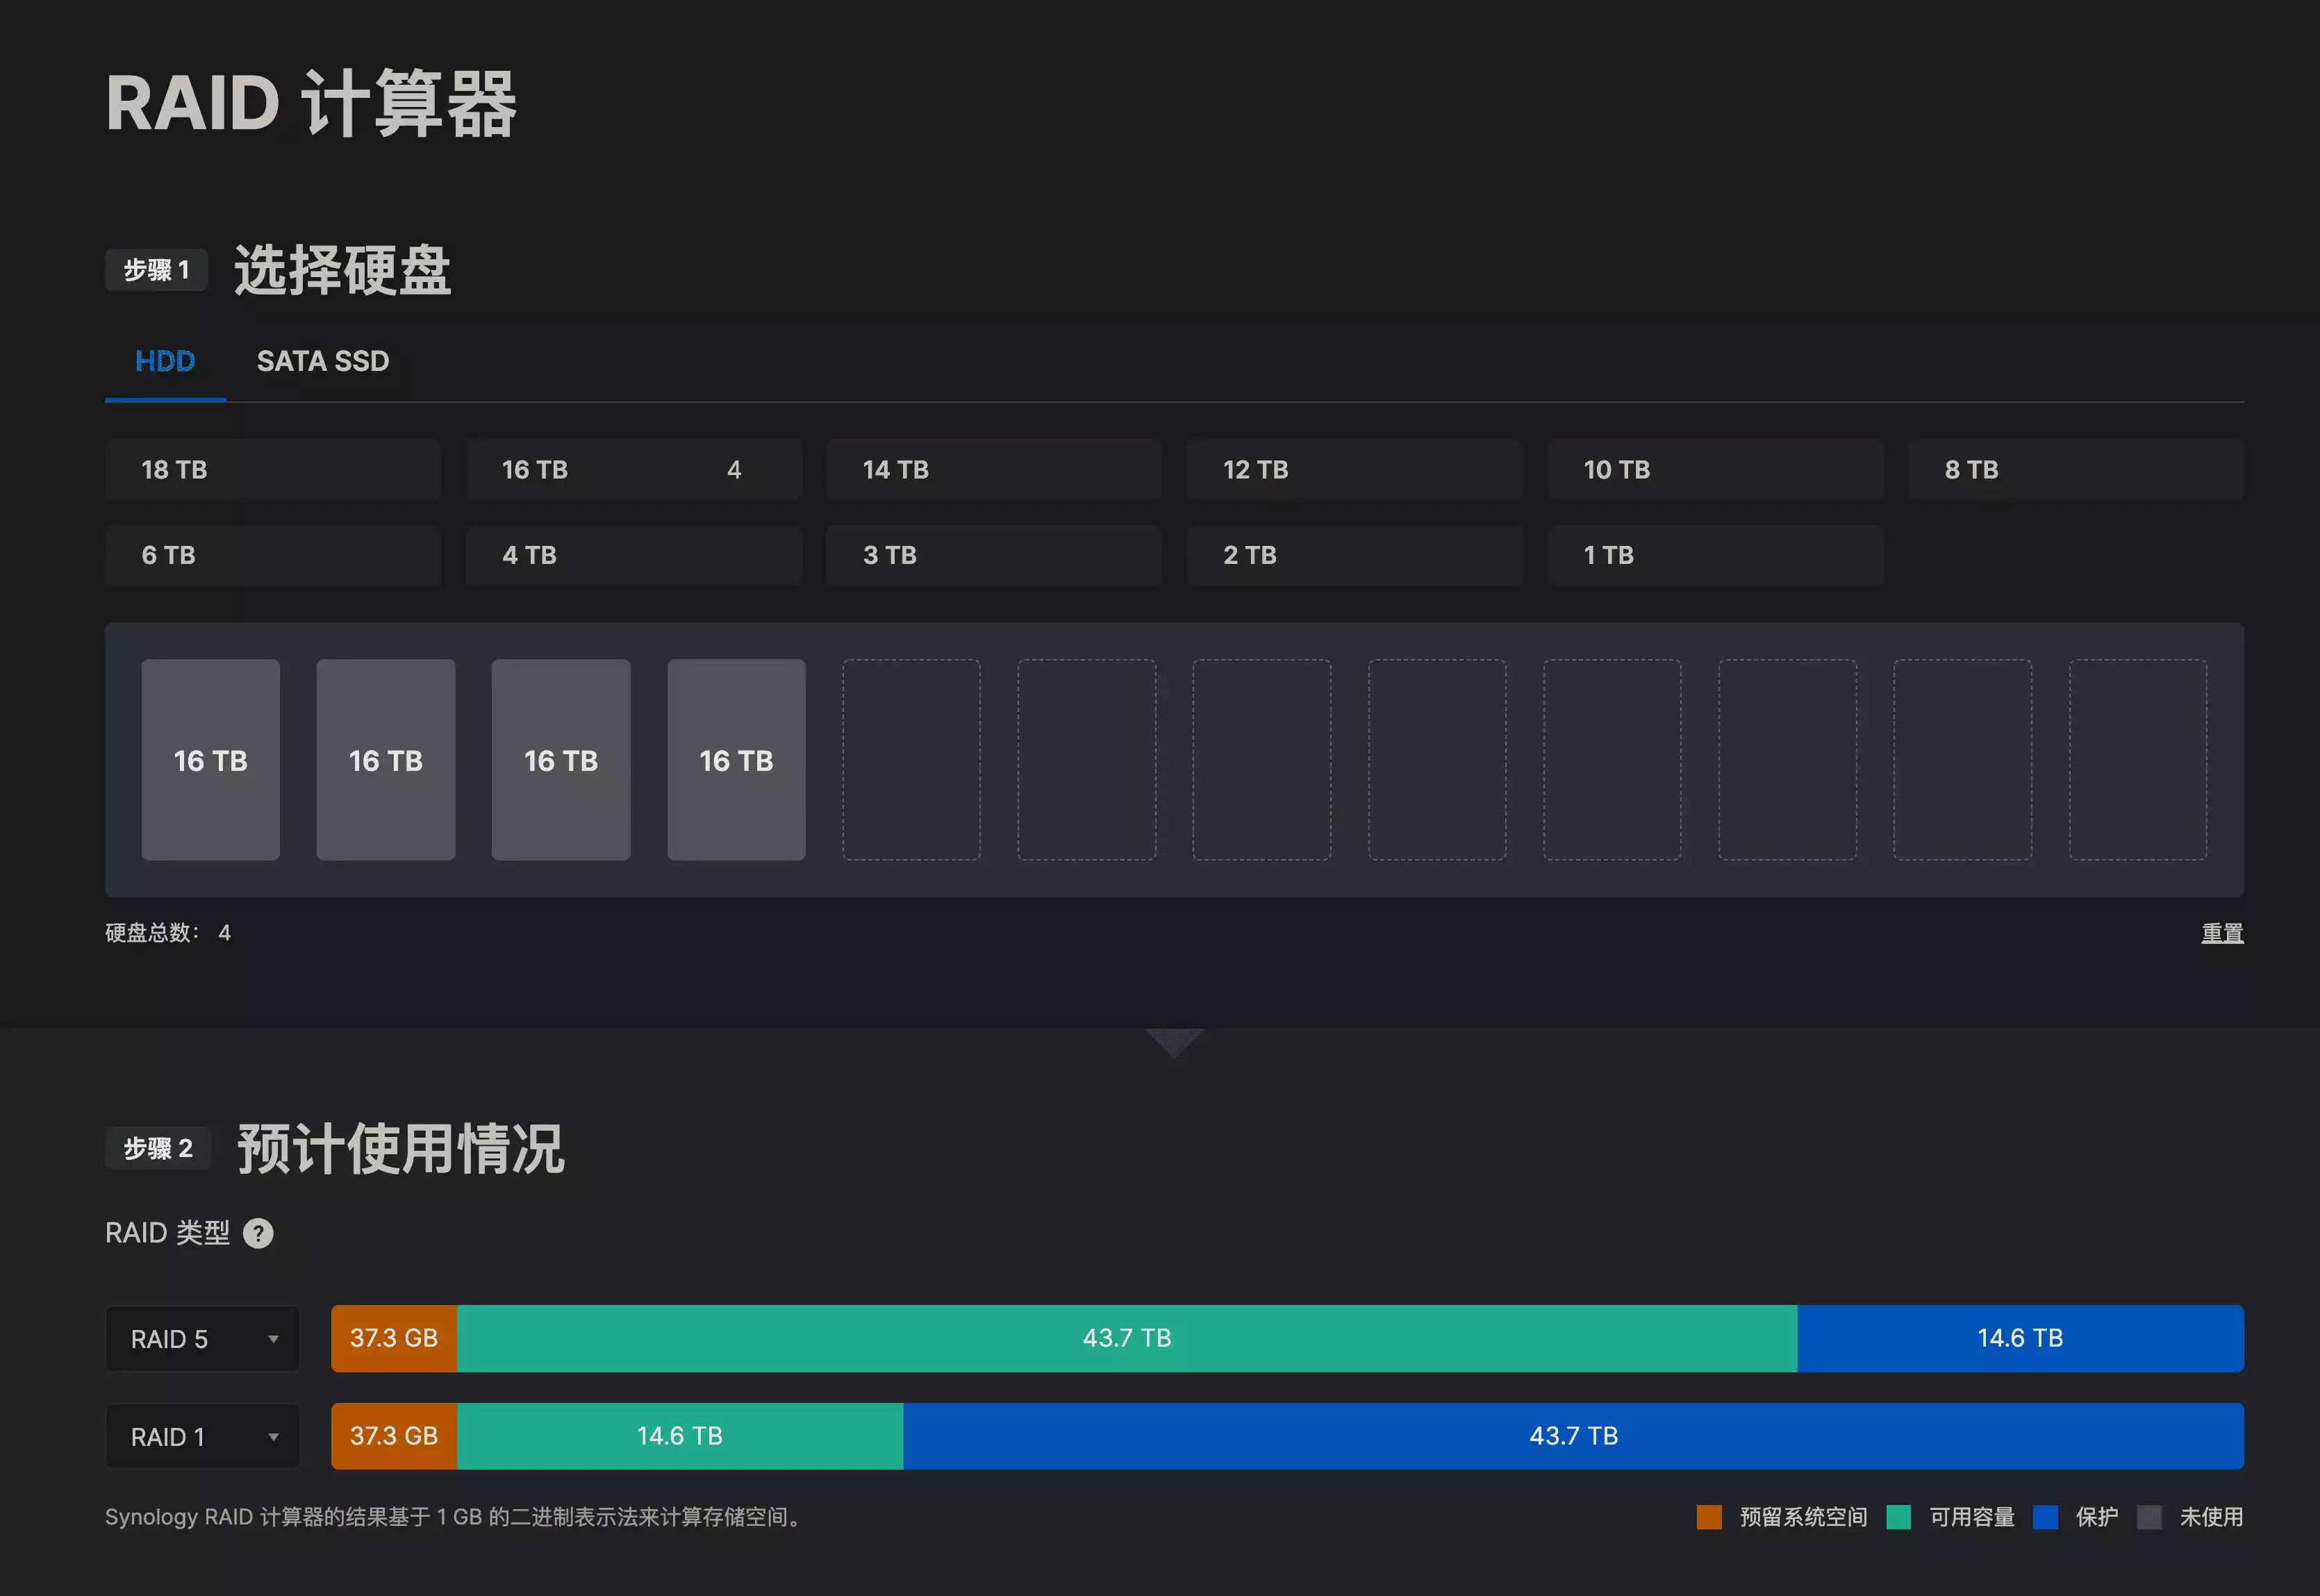 RAID 计算器
步骤 1 选择硬盘
HDD SATA SSD
18 TB 16 TB 4 14 TB 12 TB 10 TB 8 TB
6 TB 4 TB 3 TB 2 TB 1 TB
16 TB 16 TB 16 TB 16 TB
硬盘总数： 4 重置
步骤 2 预计使用情况
RAID 类型 ?
RAID 5 37.3 GB 43.7 TB 14.6 TB
RAID 1 37.3 GB 14.6 TB 43.7 TB
Synology RAID 计算器的结果基于 1 GB 的二进制表示法来计算存储空间。 预留系统空间 可用容量 保护 未使用